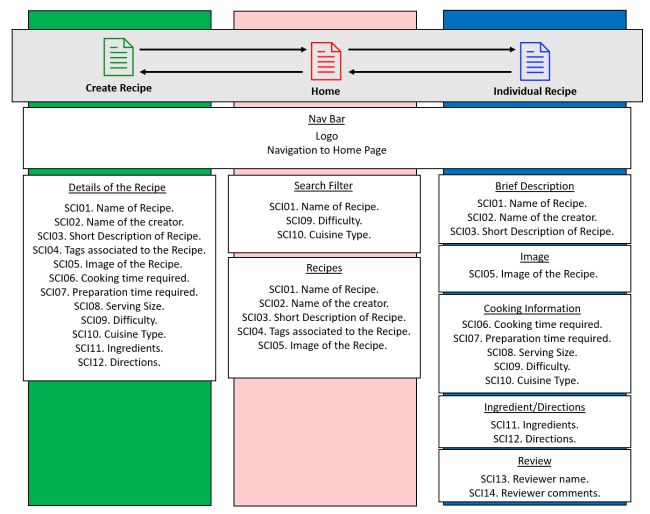 Create Recipe
Home
Individual Recipe
Nav Bar
Logo
Navigation to Home Page
Details of the Recipe
SCI01. Name of Recipe.
SCI02. Name of the creator.
SCI03. Short Description of Recipe.
SCI04. Tags associated to the Recipe.
SCI05. Image of the Recipe.
SCI06. Cooking time required.
SCI07. Preparation time required.
SCI08. Serving Size.
SCI09. Difficulty.
SCI10. Cuisine Type.
SCI11. Ingredients.
SCI12. Directions.
Search Filter
SCI01. Name of Recipe.
SCI09. Difficulty.
SCI10. Cuisine Type.
Recipes
SCI01. Name of Recipe.
SCI02. Name of the creator.
SCI03. Short Description of Recipe.
SCI04. Tags associated to the Recipe.
SCI05. Image of the Recipe.
Brief Description
SCI01. Name of Recipe.
SCI02. Name of the creator.
SCI03. Short Description of Recipe.
Image
SCI05. Image of the Recipe.
Cooking Information
SCI06. Cooking time required.
SCI07. Preparation time required.
SCI08. Serving Size.
SCI09. Difficulty.
SCI10. Cuisine Type.
Ingredient/Directions
SCI11. Ingredients.
SCI12. Directions.
Review
SCI13. Reviewer name.
SCI14. Reviewer comments.